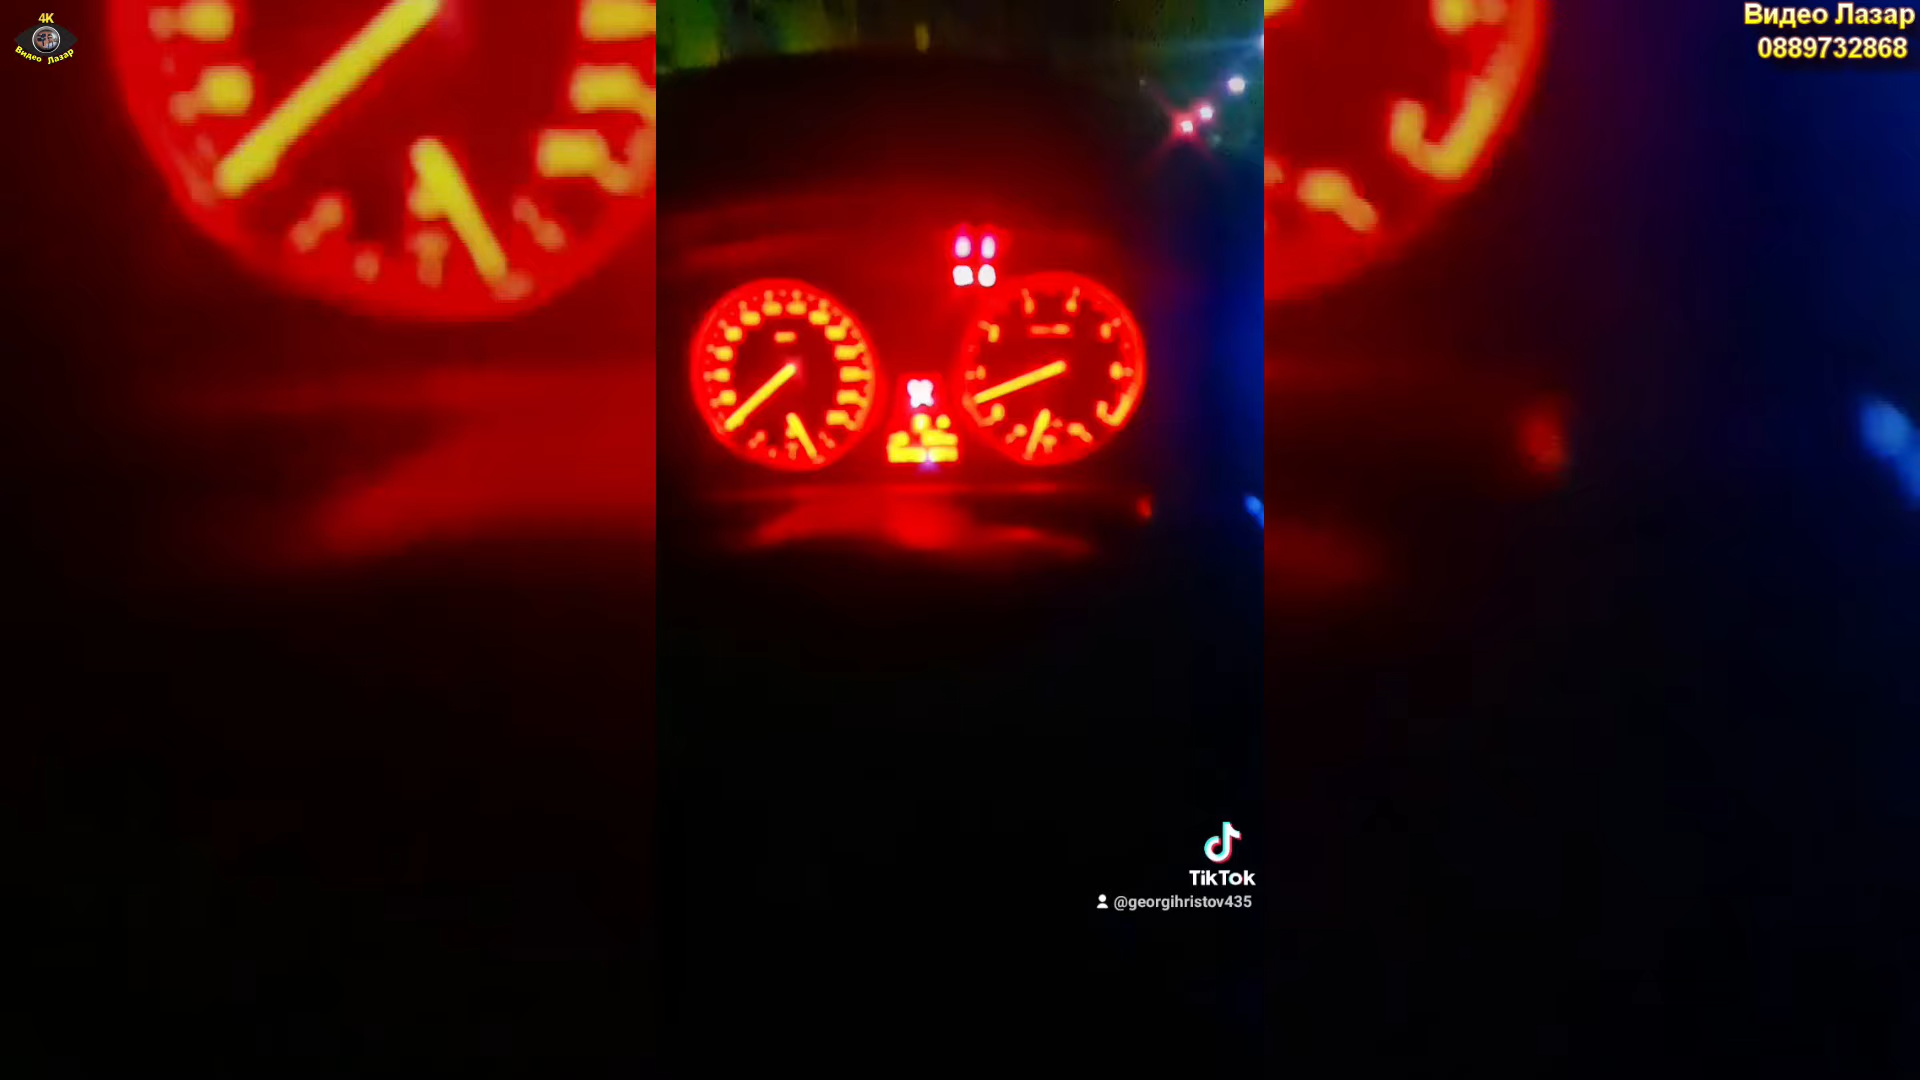 4K
Видео Лазар
Видео Лазар
0889732868
TikTok
@georgihristov435